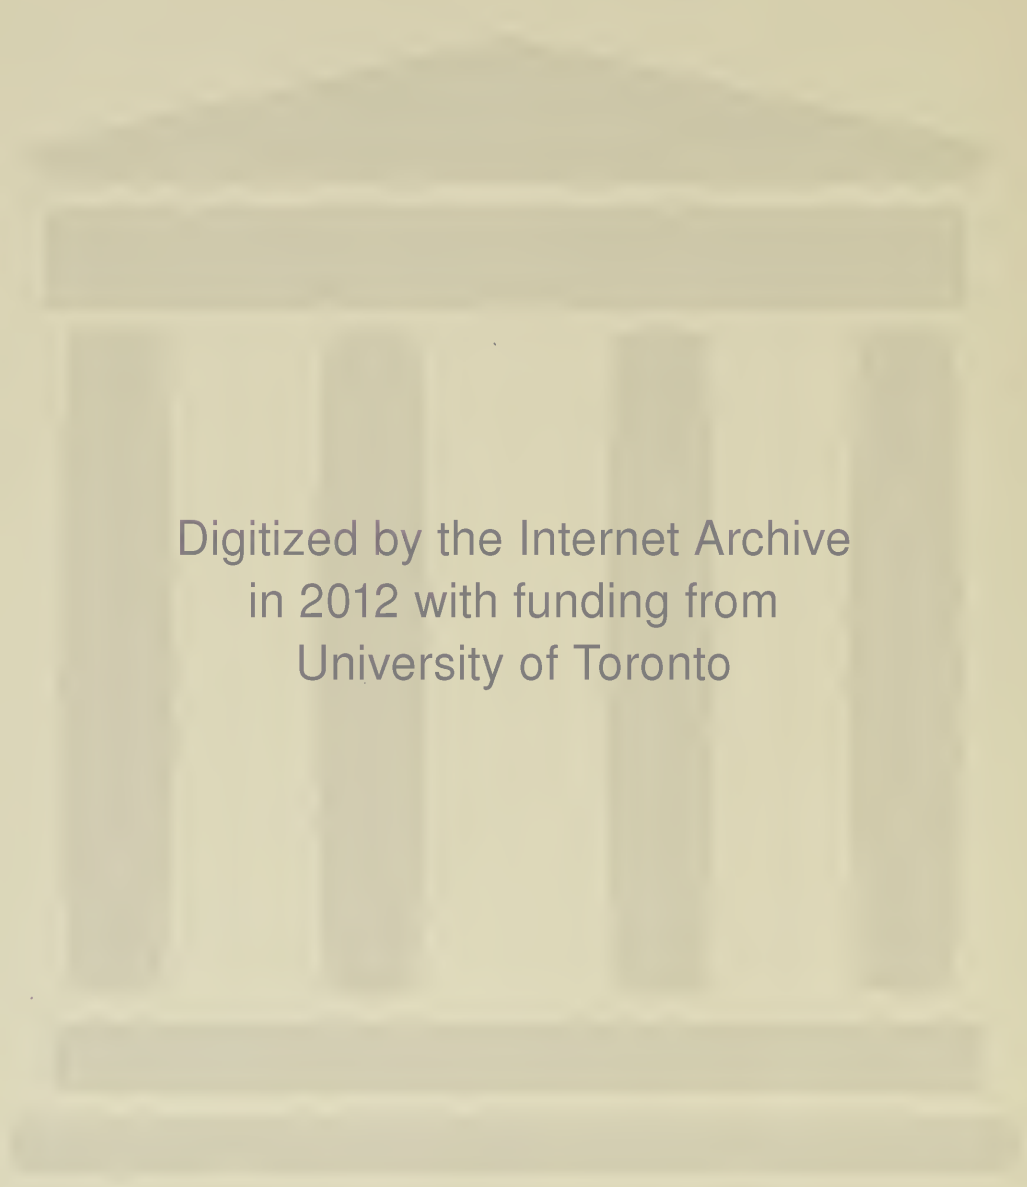 Digitized by the Internet Archive
in 2012 with funding from
University of Toronto